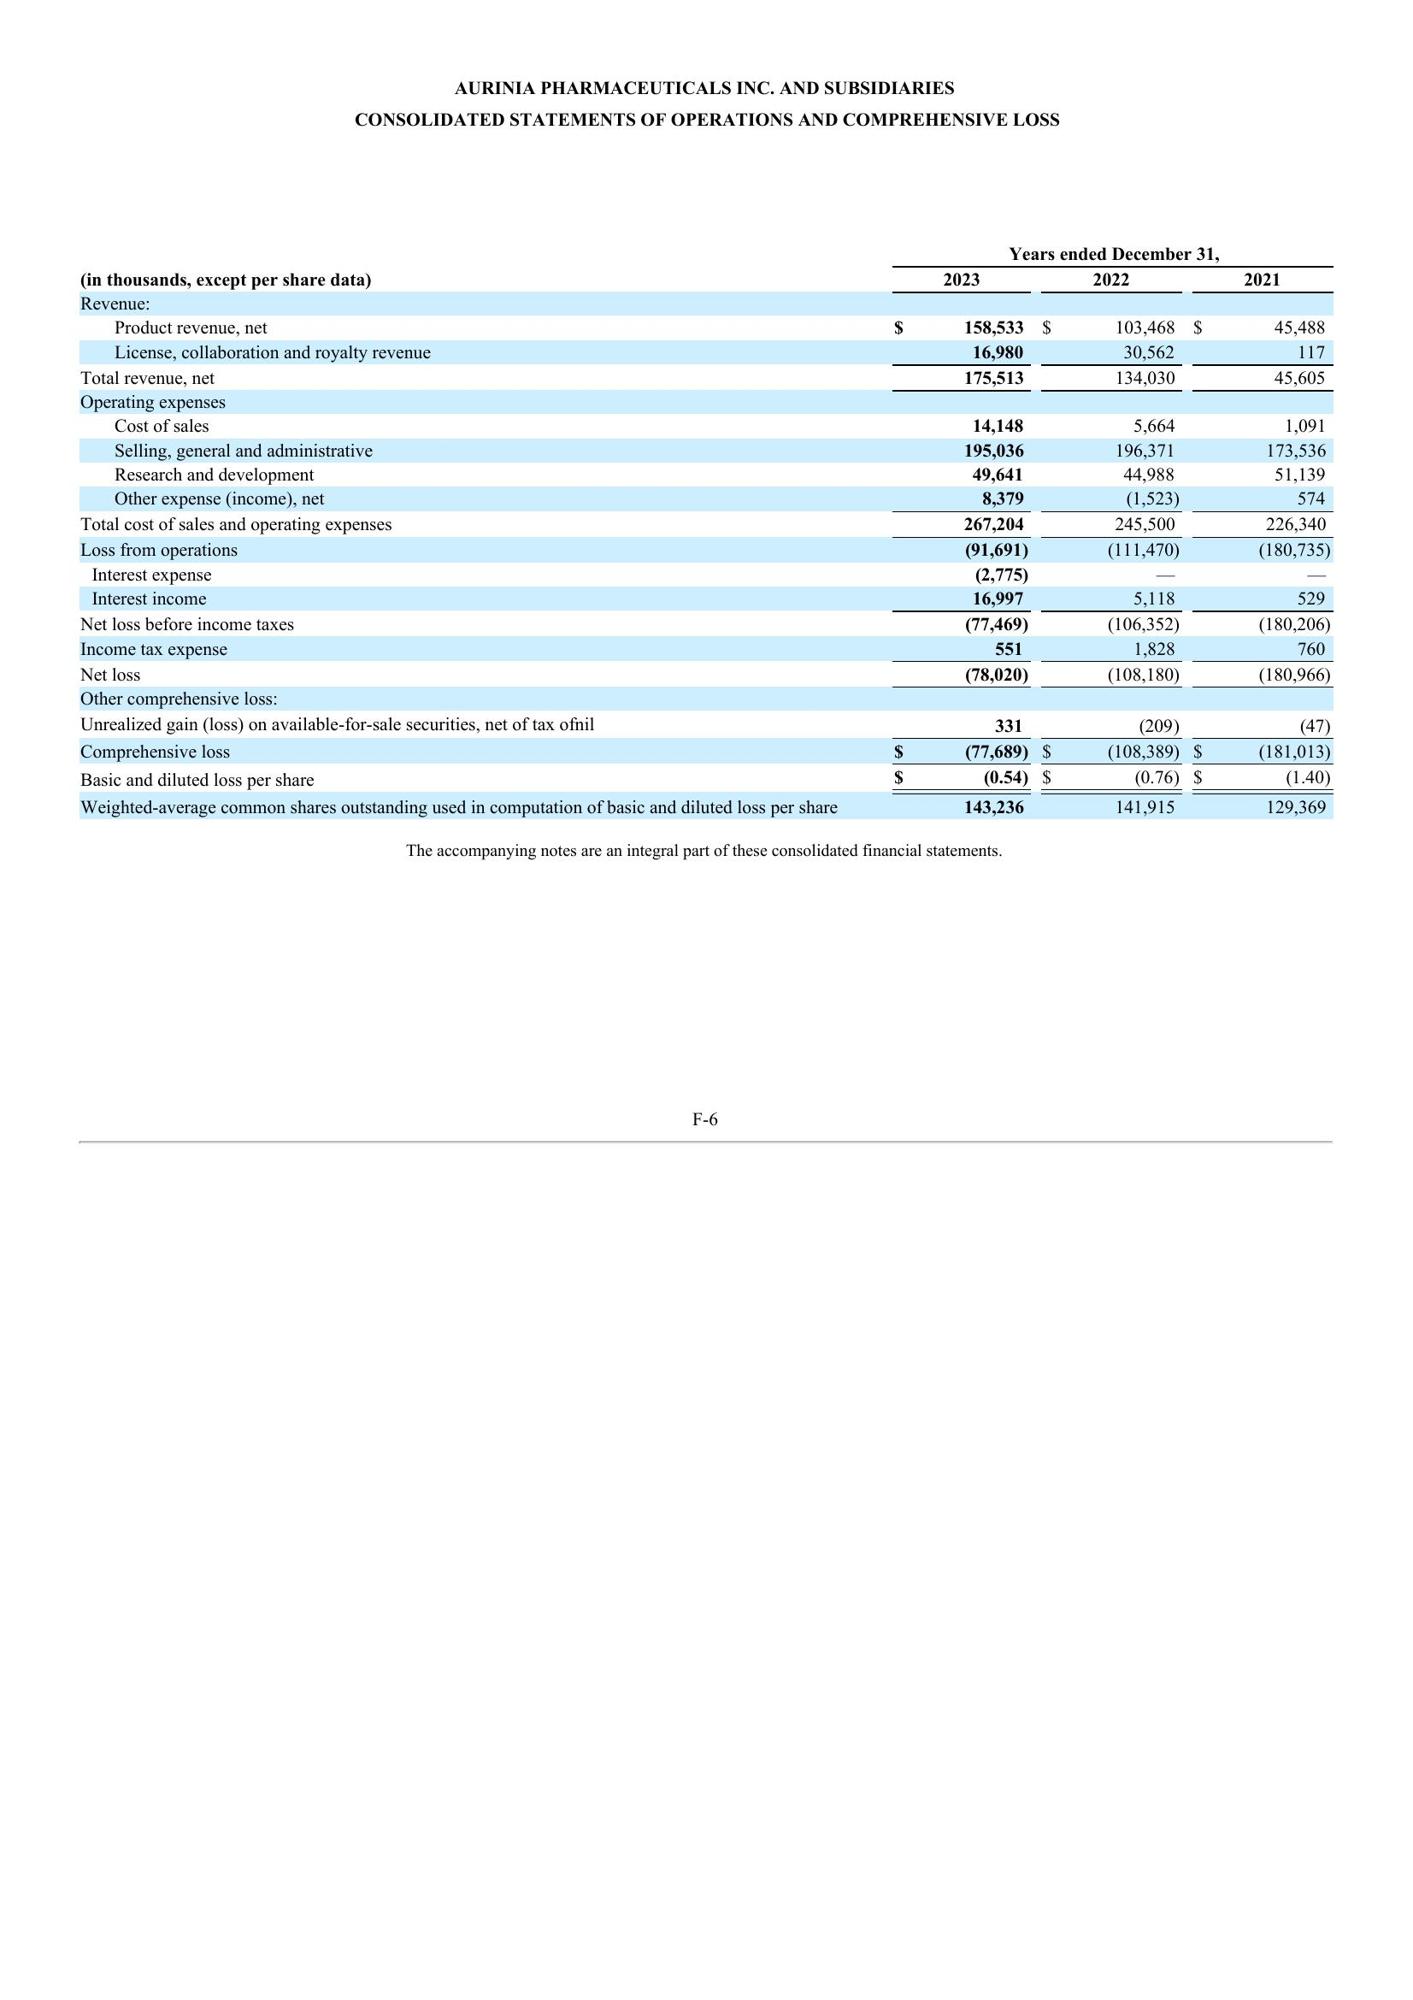 AURINIA PHARMACEUTICALS INC. AND SUBSIDIARIES
CONSOLIDATED STATEMENTS OF OPERATIONS AND COMPREHENSIVE LOSS
Years ended December 31,
(in thousands, except per share data) 2023 2022 2021
Revenue:
Product revenue, net $ 158,533 $ 103,468 $ 45,488
License, collaboration and royalty revenue 16,980 30,562 117
Total revenue, net 175,513 134,030 45,605
Operating expenses
Cost of sales 14,148 5,664 1,091
Selling, general and administrative 195,036 196,371 173,536
Research and development 49,641 44,988 51,139
Other expense (income), net 8,379 (1,523) 574
Total cost of sales and operating expenses 267,204 245,500 226,340
Loss from operations (91,691) (111,470) (180,735)
Interest expense (2,775) — —
Interest income 16,997 5,118 529
Net loss before income taxes (77,469) (106,352) (180,206)
Income tax expense 551 1,828 760
Net loss (78,020) (108,180) (180,966)
Other comprehensive loss:
Unrealized gain (loss) on available-for-sale securities, net of tax ofnil 331 (209) (47)
Comprehensive loss $ (77,689) $ (108,389) $ (181,013)
Basic and diluted loss per share $ (0.54) $ (0.76) $ (1.40)
Weighted-average common shares outstanding used in computation of basic and diluted loss per share 143,236 141,915 129,369
The accompanying notes are an integral part of these consolidated financial statements.
F-6